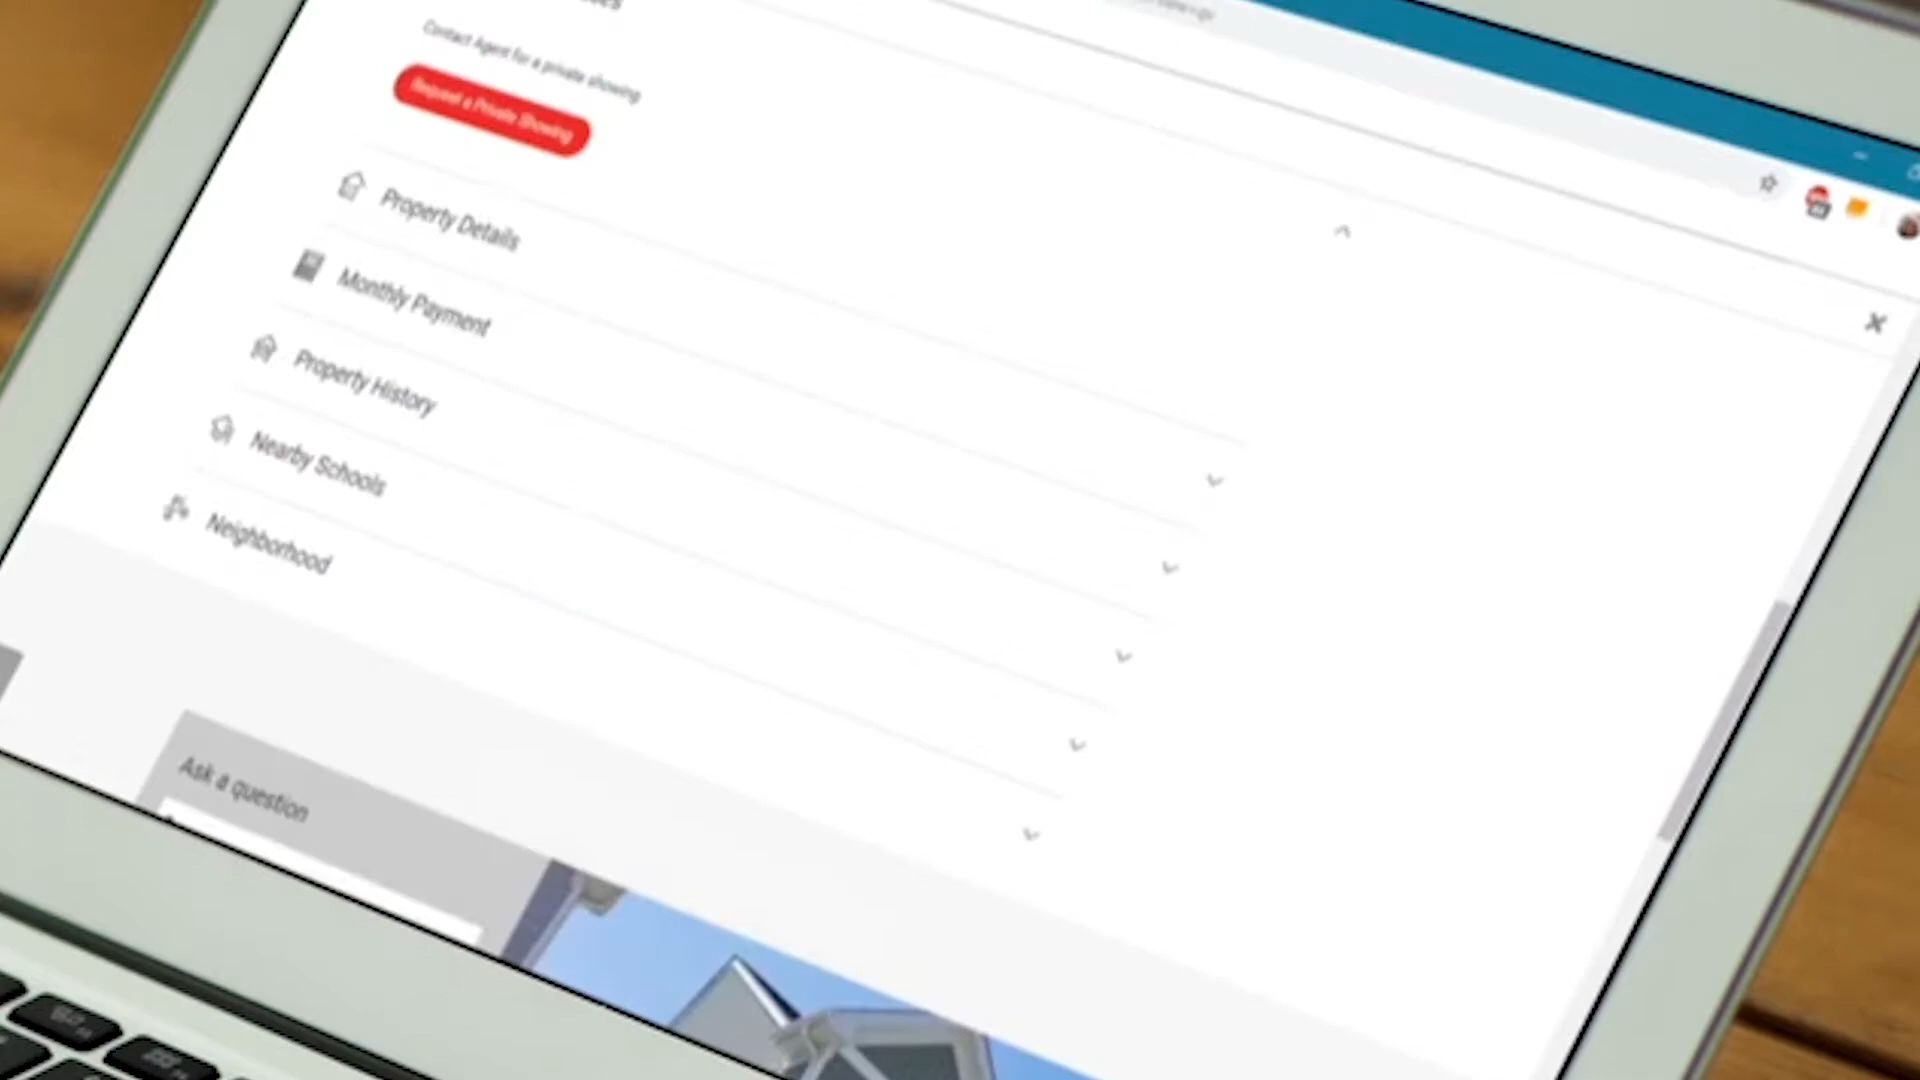 Contact Agent for a private showing
Request a Private Showing
Property Details
Monthly Payment
Property History
Nearby Schools
Neighborhood
Ask a question